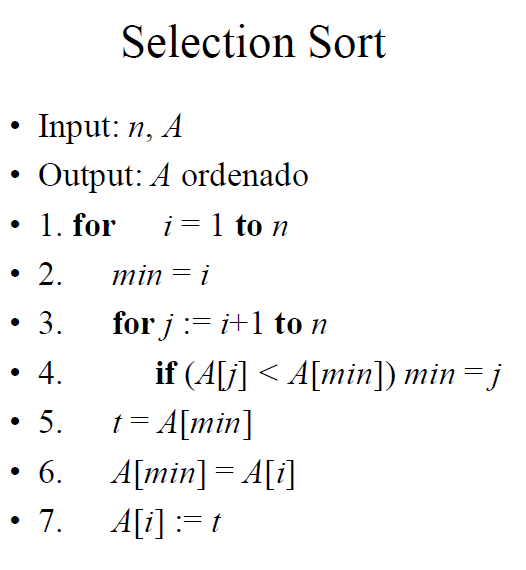 Selection Sort
• Input: n, A
• Output: A ordenado
• 1. for i = 1 to n
• 2. min = i
• 3. for j := i+1 to n
• 4. if (A[j] < A[min]) min = j
• 5. t = A[min]
• 6. A[min] = A[i]
• 7. A[i] := t